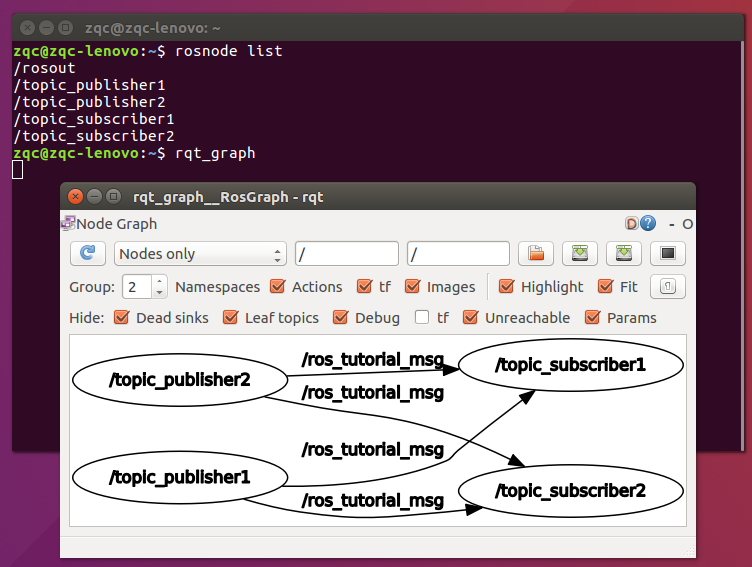 zqc@zqc-lenovo: ~
zqc@zqc-lenovo:~$ rosnode list
/rosout
/topic_publisher1
/topic_publisher2
/topic_subscriber1
/topic_subscriber2
zqc@zqc-lenovo:~$ rqt_graph
rqt_graph__RosGraph - rqt
Node Graph D ? - O
Nodes only / /
Group: 2 Namespaces Actions tf Images Highlight Fit
Hide: Dead sinks Leaf topics Debug tf Unreachable Params
/ros_tutorial_msg
/topic_publisher2 /topic_subscriber1
/ros_tutorial_msg
/ros_tutorial_msg
/topic_publisher1 /topic_subscriber2
/ros_tutorial_msg